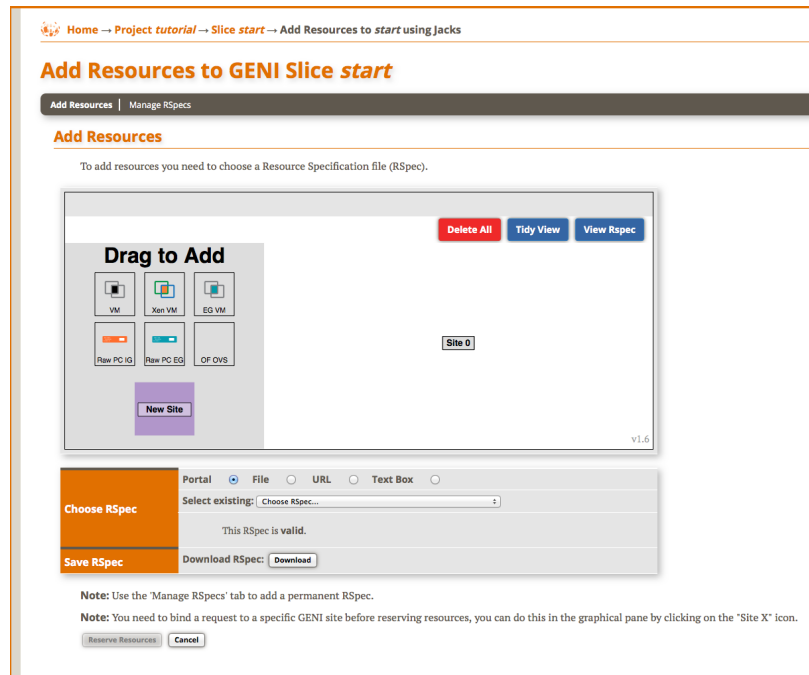 Home → Project tutorial → Slice start → Add Resources to start using Jacks
Add Resources to GENI Slice start
Add Resources | Manage RSpecs
Add Resources
To add resources you need to choose a Resource Specification file (RSpec).
Delete All Tidy View View Rspec
Drag to Add
VM Xen VM EG VM
Site 0
Raw PC IG Raw PC EG OF OVS
New Site
v1.6
Choose RSpec
Portal File URL Text Box
Select existing: Choose RSpec...
This RSpec is valid.
Save RSpec
Download RSpec: Download
Note: Use the 'Manage RSpecs' tab to add a permanent RSpec.
Note: You need to bind a request to a specific GENI site before reserving resources, you can do this in the graphical pane by clicking on the "Site X" icon.
Reserve Resources Cancel